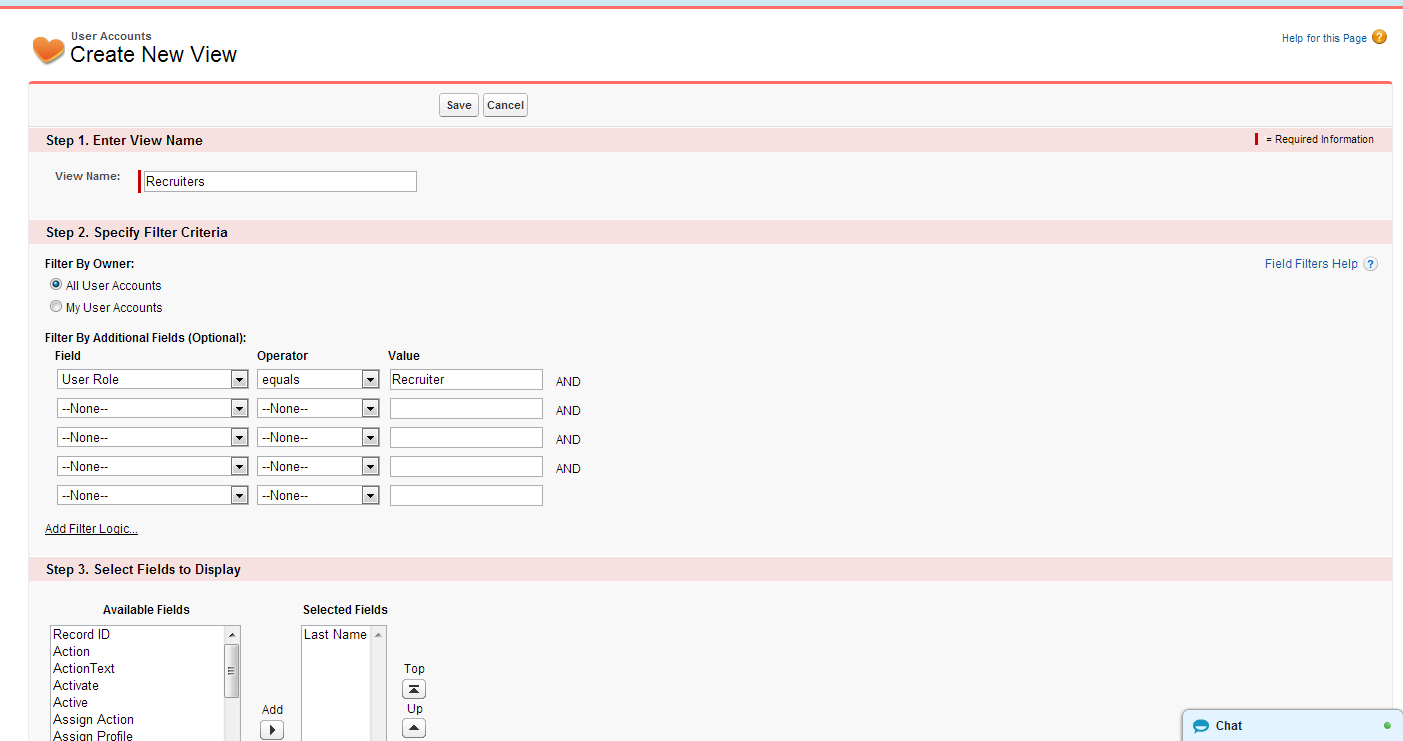 User Accounts
Create New View
Help for this Page ?
Save Cancel
Step 1. Enter View Name
= Required Information
View Name: Recruiters
Step 2. Specify Filter Criteria
Filter By Owner:
Field Filters Help ?
All User Accounts
My User Accounts
Filter By Additional Fields (Optional):
Field Operator Value
User Role equals Recruiter AND
--None-- --None-- AND
--None-- --None-- AND
--None-- --None-- AND
--None-- --None--
Add Filter Logic...
Step 3. Select Fields to Display
Available Fields Selected Fields
Record ID Last Name
Action
ActionText Top
Activate
Active Up
Assign Action Add
Assign Profile
Chat